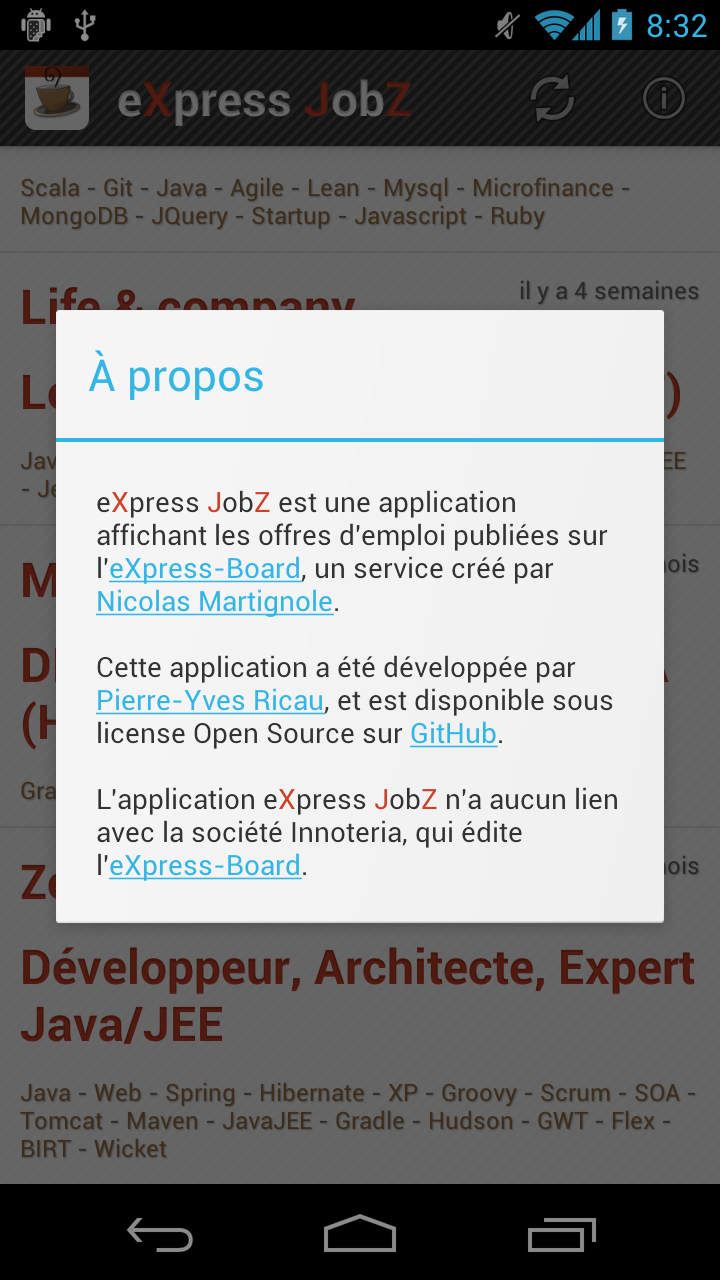 8:32
eXpress JobZ
Scala - Git - Java - Agile - Lean - Mysql - Microfinance -
MongoDB - JQuery - Startup - Javascript - Ruby
il y a 4 semaines
Life & company
À propos
eXpress JobZ est une application
affichant les offres d'emploi publiées sur
l'eXpress-Board, un service créé par
Nicolas Martignole.
Cette application a été développée par
Pierre-Yves Ricau, et est disponible sous
license Open Source sur GitHub.
L'application eXpress JobZ n'a aucun lien
avec la société Innoteria, qui édite
l'eXpress-Board.
Développeur, Architecte, Expert
Java/JEE
Java - Web - Spring - Hibernate - XP - Groovy - Scrum - SOA -
Tomcat - Maven - JavaJEE - Gradle - Hudson - GWT - Flex -
BIRT - Wicket